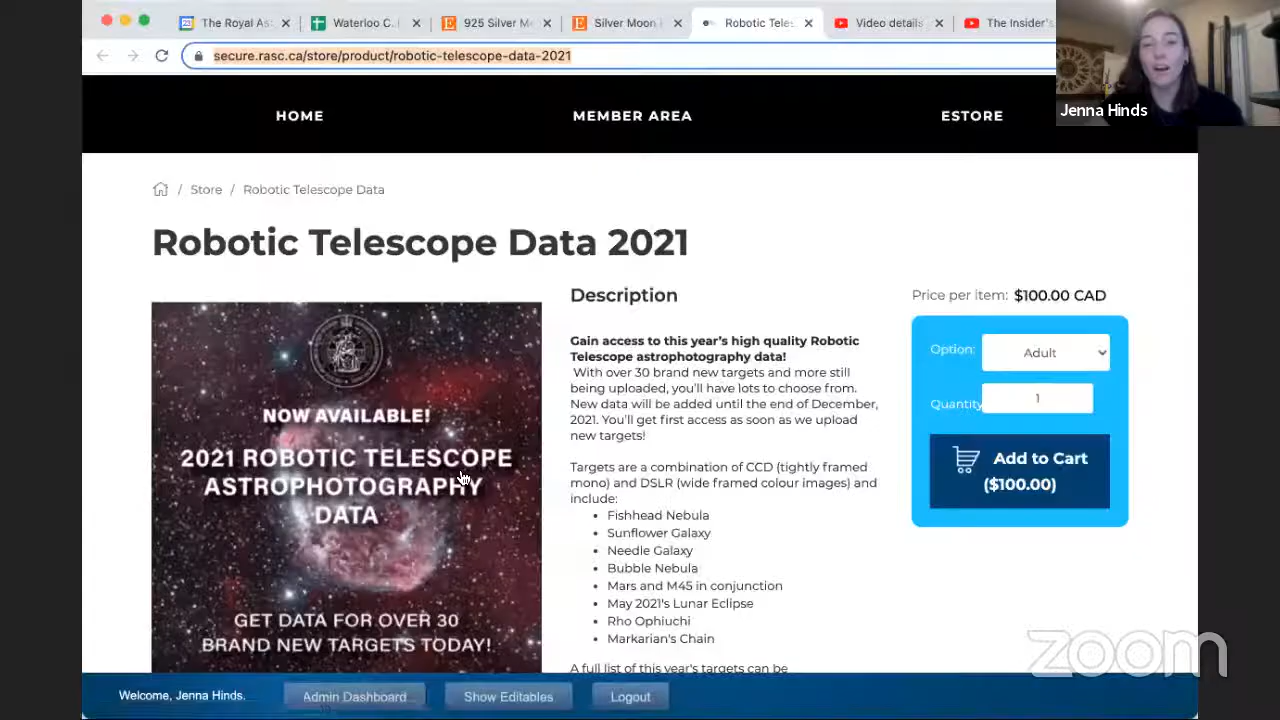 The Royal As
Waterloo C.
925 Silver M
Silver Moon
Robotic Teles
Video details
The Insider's
secure.rasc.ca/store/product/robotic-telescope-data-2021
Jenna Hinds
HOME
MEMBER AREA
ESTORE
/ Store / Robotic Telescope Data
Robotic Telescope Data 2021
NOW AVAILABLE!
2021 ROBOTIC TELESCOPE
ASTROPHOTOGRAPHY
DATA
GET DATA FOR OVER 30
BRAND NEW TARGETS TODAY!
Description
Gain access to this year's high quality Robotic
Telescope astrophotography data!
With over 30 brand new targets and more still
being uploaded, you'll have lots to choose from.
New data will be added until the end of December,
2021. You'll get first access as soon as we upload
new targets!
Targets are a combination of CCD (tightly framed
mono) and DSLR (wide framed colour images) and
include:
• Fishhead Nebula
• Sunflower Galaxy
• Needle Galaxy
• Bubble Nebula
• Mars and M45 in conjunction
• May 2021's Lunar Eclipse
• Rho Ophiuchi
• Markarian's Chain
A full list of this year's targets can be
Price per item: $100.00 CAD
Option: Adult
Quantity 1
Add to Cart
($100.00)
zoom
Welcome, Jenna Hinds.
Admin Dashboard
Show Editables
Logout